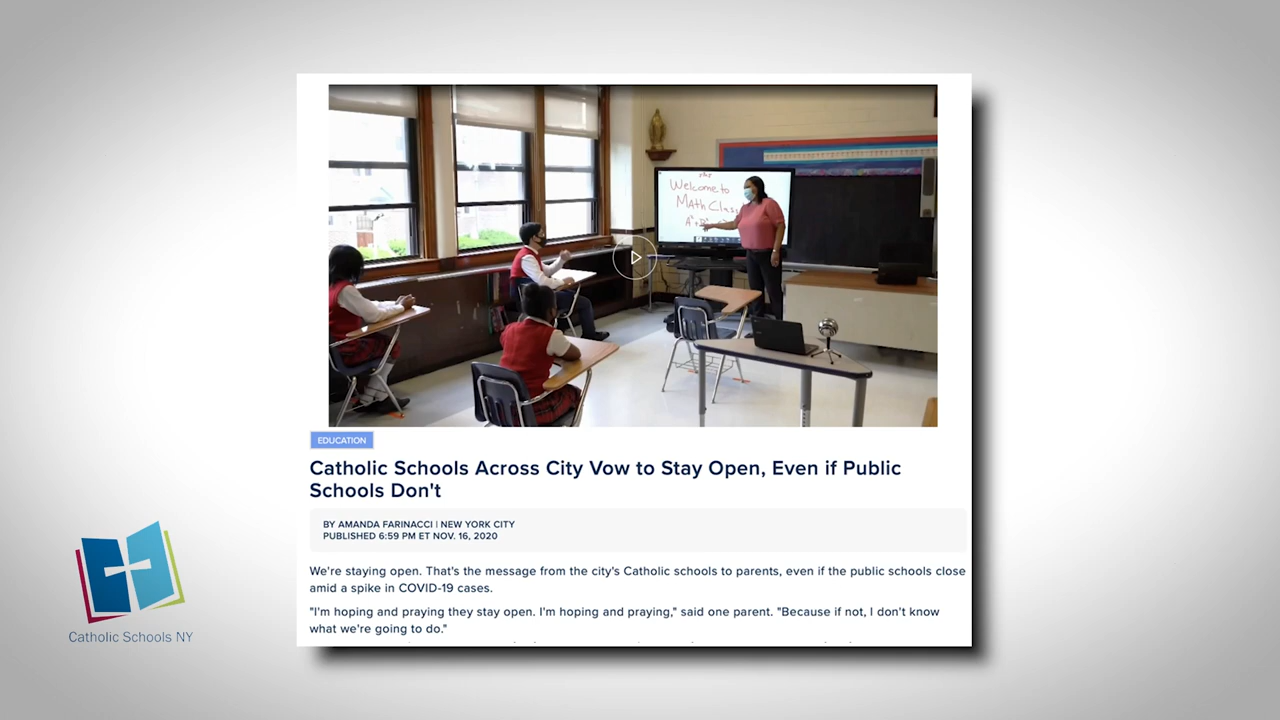 Welcome to
Math Class
EDUCATION
Catholic Schools Across City Vow to Stay Open, Even if Public
Schools Don't
BY AMANDA FARINACCI | NEW YORK CITY
PUBLISHED 6:59 PM ET NOV. 16, 2020
We're staying open. That's the message from the city's Catholic schools to parents, even if the public schools close
amid a spike in COVID-19 cases.
"I'm hoping and praying they stay open. I'm hoping and praying," said one parent. "Because if not, I don't know
what we're going to do."
Catholic Schools NY